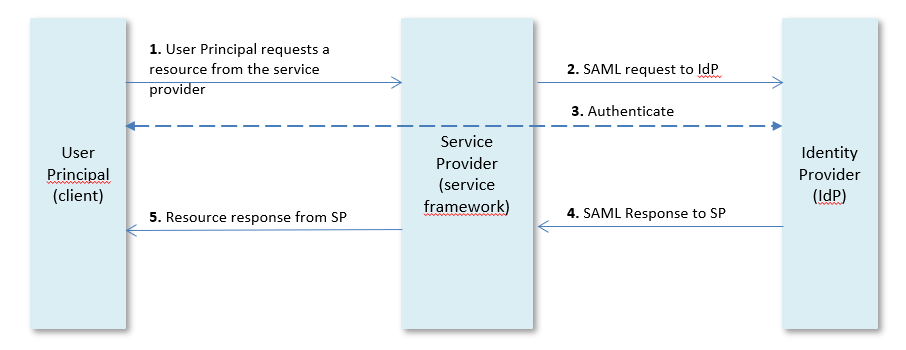 1. User Principal requests a
resource from the service
provider
2. SAML request to IdP
3. Authenticate
User
Principal
(client)
Service
Provider
(service
framework)
Identity
Provider
(IdP)
5. Resource response from SP
4. SAML Response to SP